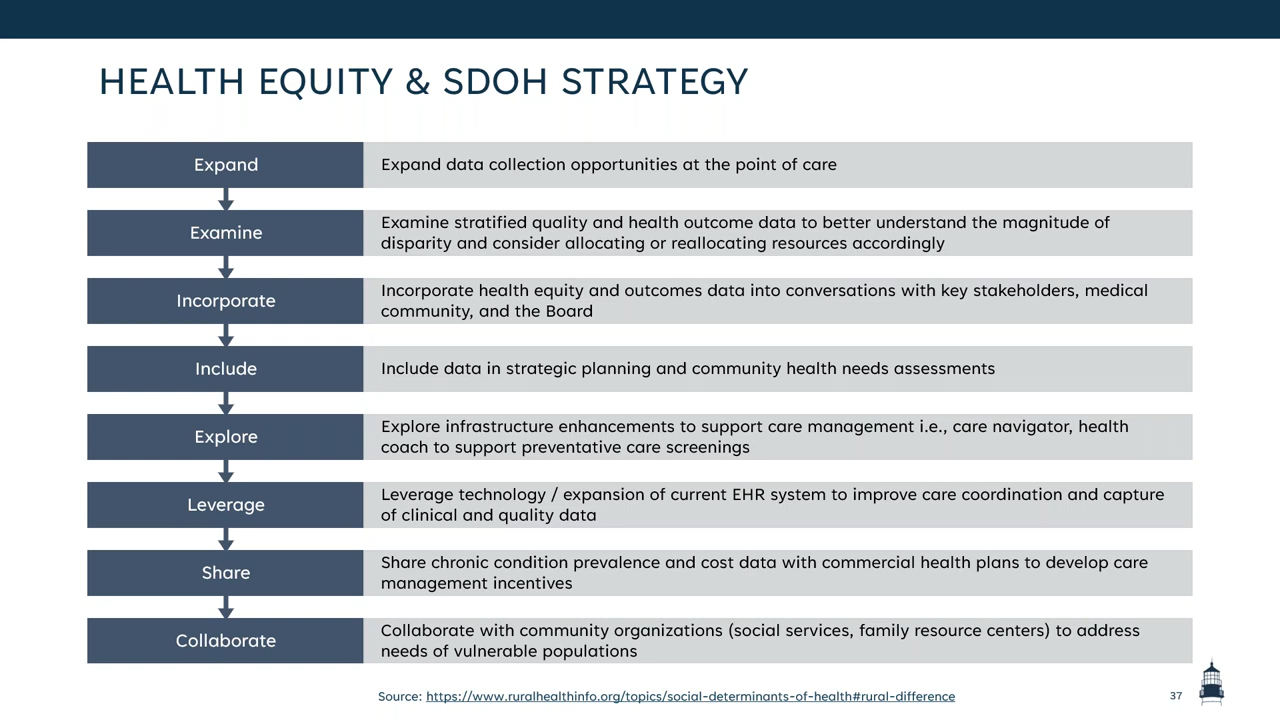 HEALTH EQUITY & SDOH STRATEGY
Expand
Expand data collection opportunities at the point of care
Examine
Examine stratified quality and health outcome data to better understand the magnitude of
disparity and consider allocating or reallocating resources accordingly
Incorporate
Incorporate health equity and outcomes data into conversations with key stakeholders, medical
community, and the Board
Include
Include data in strategic planning and community health needs assessments
Explore
Explore infrastructure enhancements to support care management i.e., care navigator, health
coach to support preventative care screenings
Leverage
Leverage technology / expansion of current EHR system to improve care coordination and capture
of clinical and quality data
Share
Share chronic condition prevalence and cost data with commercial health plans to develop care
management incentives
Collaborate
Collaborate with community organizations (social services, family resource centers) to address
needs of vulnerable populations
Source: https://www.ruralhealthinfo.org/topics/social-determinants-of-health#rural-difference
37